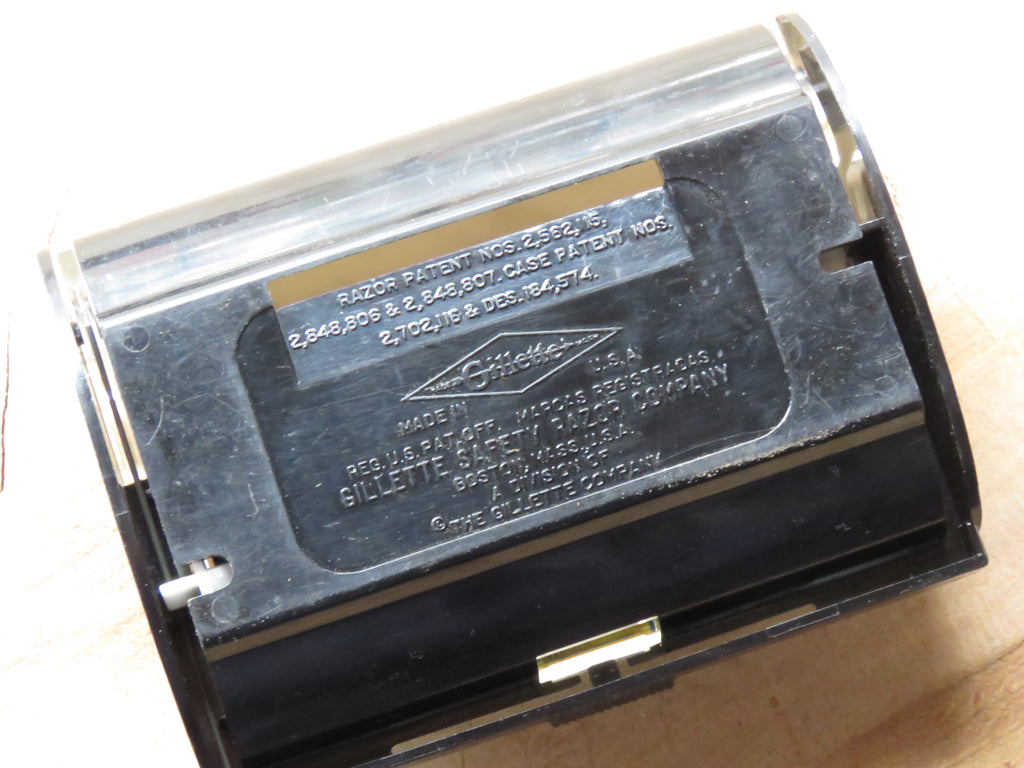 RAZOR PATENT NOS. 2,562,115,
2,648,806 & 2,848,807. CASE PATENT NOS.
2,702,116 & DES. 184,574.
Gillette
MADE IN U.S.A.
REG. U.S. PAT. OFF. MARCAS REGISTRADAS.
GILLETTE SAFETY RAZOR COMPANY
BOSTON, MASS., U.S.A.
A DIVISION OF
© THE GILLETTE COMPANY